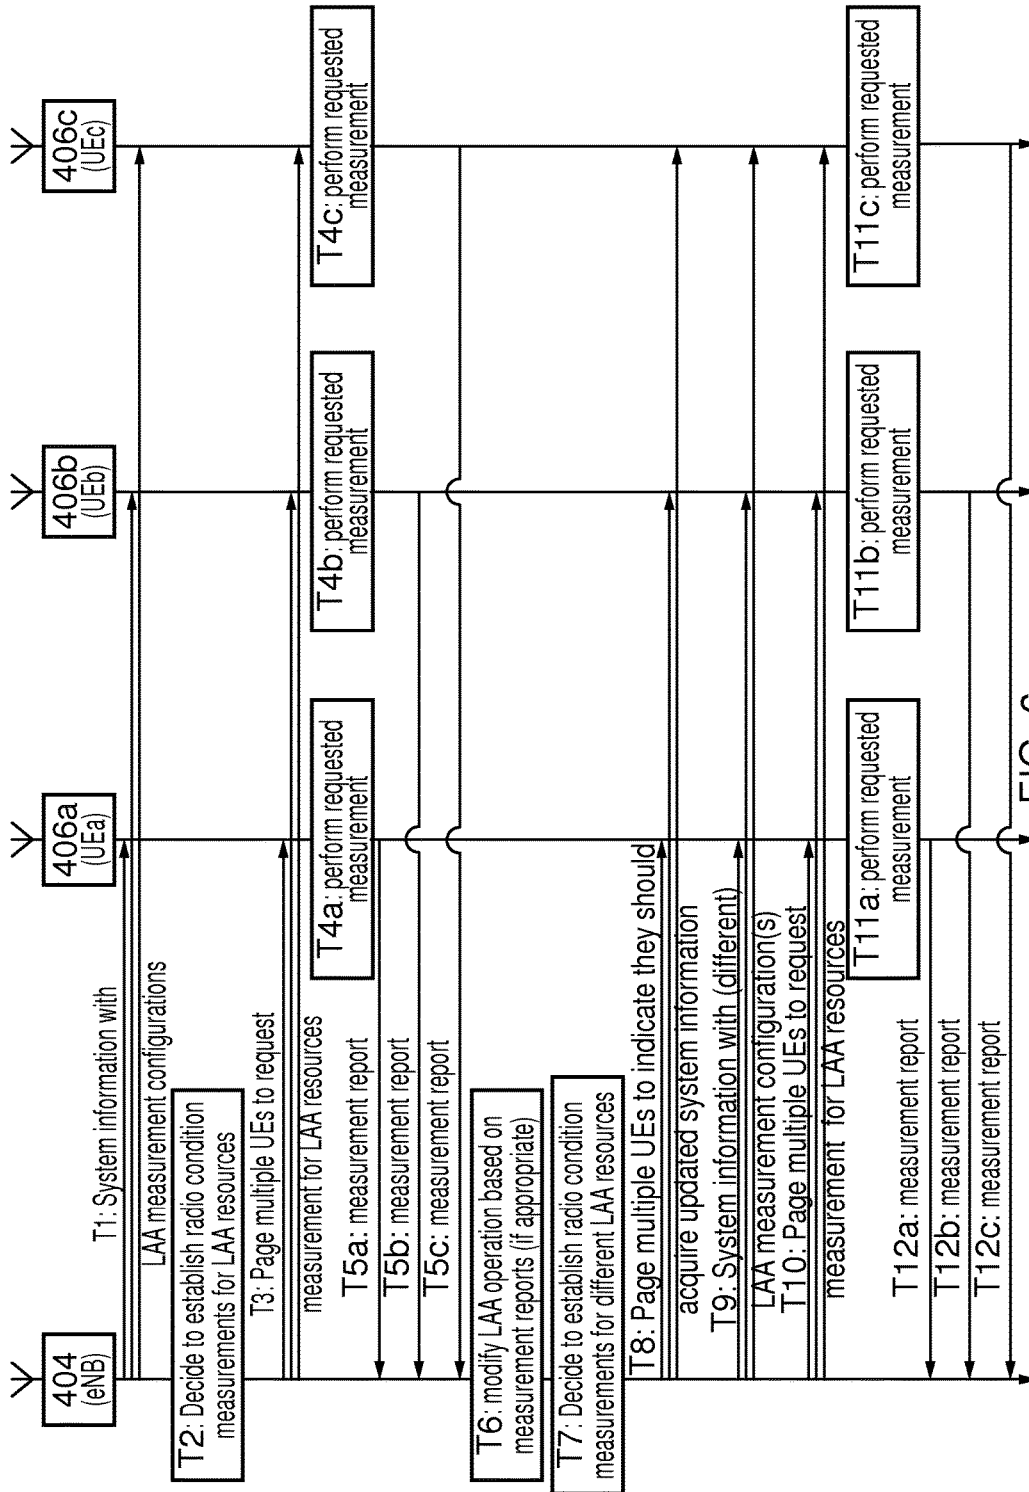 404
(eNB)
406a
(UEa)
406b
(UEb)
406c
(UEc)
T1: System information with
LAA measurement configurations
T2: Decide to establish radio condition
measurements for LAA resources
T3: Page multiple UEs to request
measurement for LAA resources
T4a: perform requested
measurement
T4b: perform requested
measurement
T4c: perform requested
measurement
T5a: measurement report
T5b: measurement report
T5c: measurement report
T6: modify LAA operation based on
measurement reports (if appropriate)
T7: Decide to establish radio condition
measurements for different LAA resources
T8: Page multiple UEs to indicate they should
acquire updated system information
T9: System information with (different)
LAA measurement configuration(s)
T10: Page multiple UEs to request
measurement for LAA resources
T11a: perform requested
measurement
T11b: perform requested
measurement
T11c: perform requested
measurement
T12a: measurement report
T12b: measurement report
T12c: measurement report
FIG.